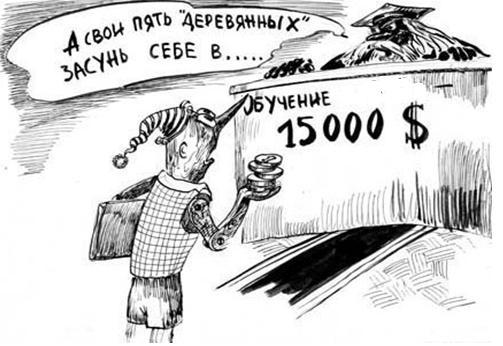 А СВОИ ПЯТЬ "ДЕРЕВЯННЫХ"
ЗАСУНЬ СЕБЕ В.....
ОБУЧЕНИЕ
15000 $